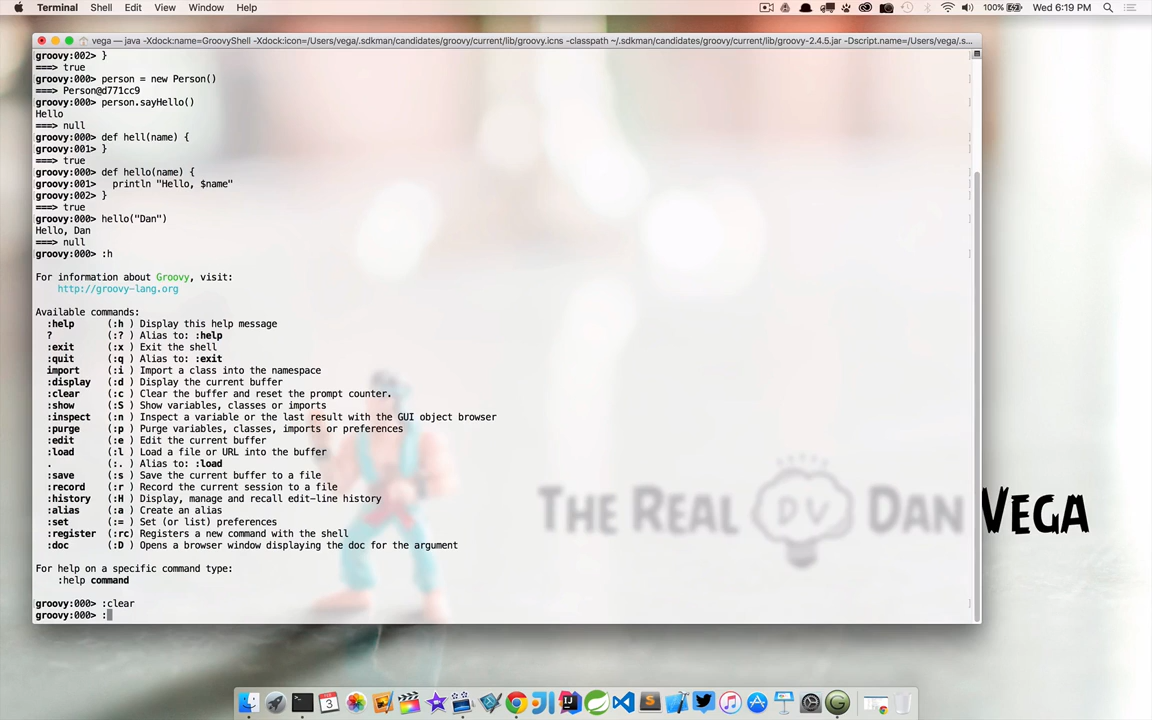 Terminal Shell Edit View Window Help 100% Wed 6:19 PM
vega — java -Xdock:name=GroovyShell -Xdock:icon=/Users/vega/.sdkman/candidates/groovy/current/lib/groovy.icns -classpath ~/.sdkman/candidates/groovy/current/lib/groovy-2.4.5.jar -Dscript.name=/Users/vega/.s...
groovy:002> }
===> true
groovy:000> person = new Person()
===> Person@d771cc9
groovy:000> person.sayHello()
Hello
===> null
groovy:000> def hell(name) {
groovy:001> }
===> true
groovy:000> def hello(name) {
groovy:001>   println "Hello, $name"
groovy:002> }
===> true
groovy:000> hello("Dan")
Hello, Dan
===> null
groovy:000> :h
For information about Groovy, visit:
http://groovy-lang.org
Available commands:
:help (:h ) Display this help message
? (:? ) Alias to: :help
:exit (:x ) Exit the shell
:quit (:q ) Alias to: :exit
import (:i ) Import a class into the namespace
:display (:d ) Display the current buffer
:clear (:c ) Clear the buffer and reset the prompt counter.
:show (:S ) Show variables, classes or imports
:inspect (:n ) Inspect a variable or the last result with the GUI object browser
:purge (:p ) Purge variables, classes, imports or preferences
:edit (:e ) Edit the current buffer
:load (:l ) Load a file or URL into the buffer
. (:. ) Alias to: :load
:save (:s ) Save the current buffer to a file
:record (:r ) Record the current session to a file
:history (:H ) Display, manage and recall edit-line history
:alias (:a ) Create an alias
:set (:= ) Set (or list) preferences
:register (:rc) Registers a new command with the shell
:doc (:D ) Opens a browser window displaying the doc for the argument
For help on a specific command type:
:help command
groovy:000> :clear
groovy:000> :
THE REAL DV DAN VEGA
FEB
3